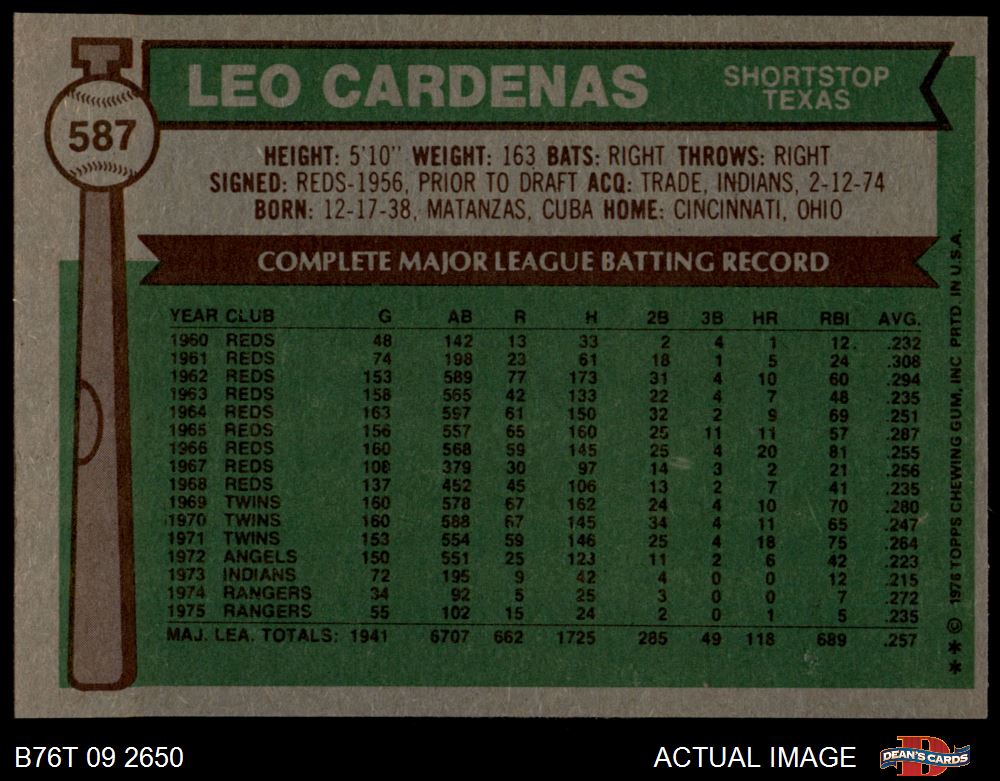 587
LEO CARDENAS
SHORTSTOP
TEXAS
HEIGHT: 5'10" WEIGHT: 163 BATS: RIGHT THROWS: RIGHT
SIGNED: REDS-1956, PRIOR TO DRAFT ACQ: TRADE, INDIANS, 2-12-74
BORN: 12-17-38, MATANZAS, CUBA HOME: CINCINNATI, OHIO
COMPLETE MAJOR LEAGUE BATTING RECORD
YEAR CLUB G AB R H 2B 3B HR RBI AVG.
1960 REDS 48 142 13 33 2 4 1 12 .232
1961 REDS 74 198 23 61 18 1 5 24 .308
1962 REDS 153 589 77 173 31 4 10 60 .294
1963 REDS 158 565 42 133 22 4 7 48 .235
1964 REDS 163 597 61 150 32 2 9 69 .251
1965 REDS 156 557 65 160 25 11 11 57 .287
1966 REDS 160 568 59 145 25 4 20 81 .255
1967 REDS 108 379 30 97 14 3 2 21 .256
1968 REDS 137 452 45 106 13 2 7 41 .235
1969 TWINS 160 578 67 162 24 4 10 70 .280
1970 TWINS 160 588 67 145 34 4 11 65 .247
1971 TWINS 153 554 59 146 25 4 18 75 .264
1972 ANGELS 150 551 25 123 11 2 6 42 .223
1973 INDIANS 72 195 9 42 4 0 0 12 .215
1974 RANGERS 34 92 5 25 3 0 0 7 .272
1975 RANGERS 55 102 15 24 2 0 1 5 .235
MAJ. LEA. TOTALS: 1941 6707 662 1725 285 49 118 689 .257
* * © 1976 TOPPS CHEWING GUM, INC PRTD. IN U.S.A.
B76T 09 2650
ACTUAL IMAGE
DEAN'S CARDS